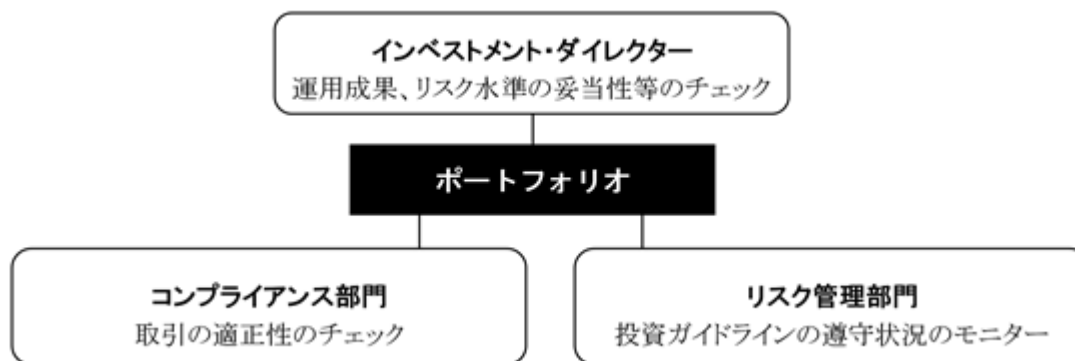 インベストメント・ダイレクター
運用成果、リスク水準の妥当性等のチェック
ポートフォリオ
コンプライアンス部門
取引の適正性のチェック
リスク管理部門
投資ガイドラインの遵守状況のモニター